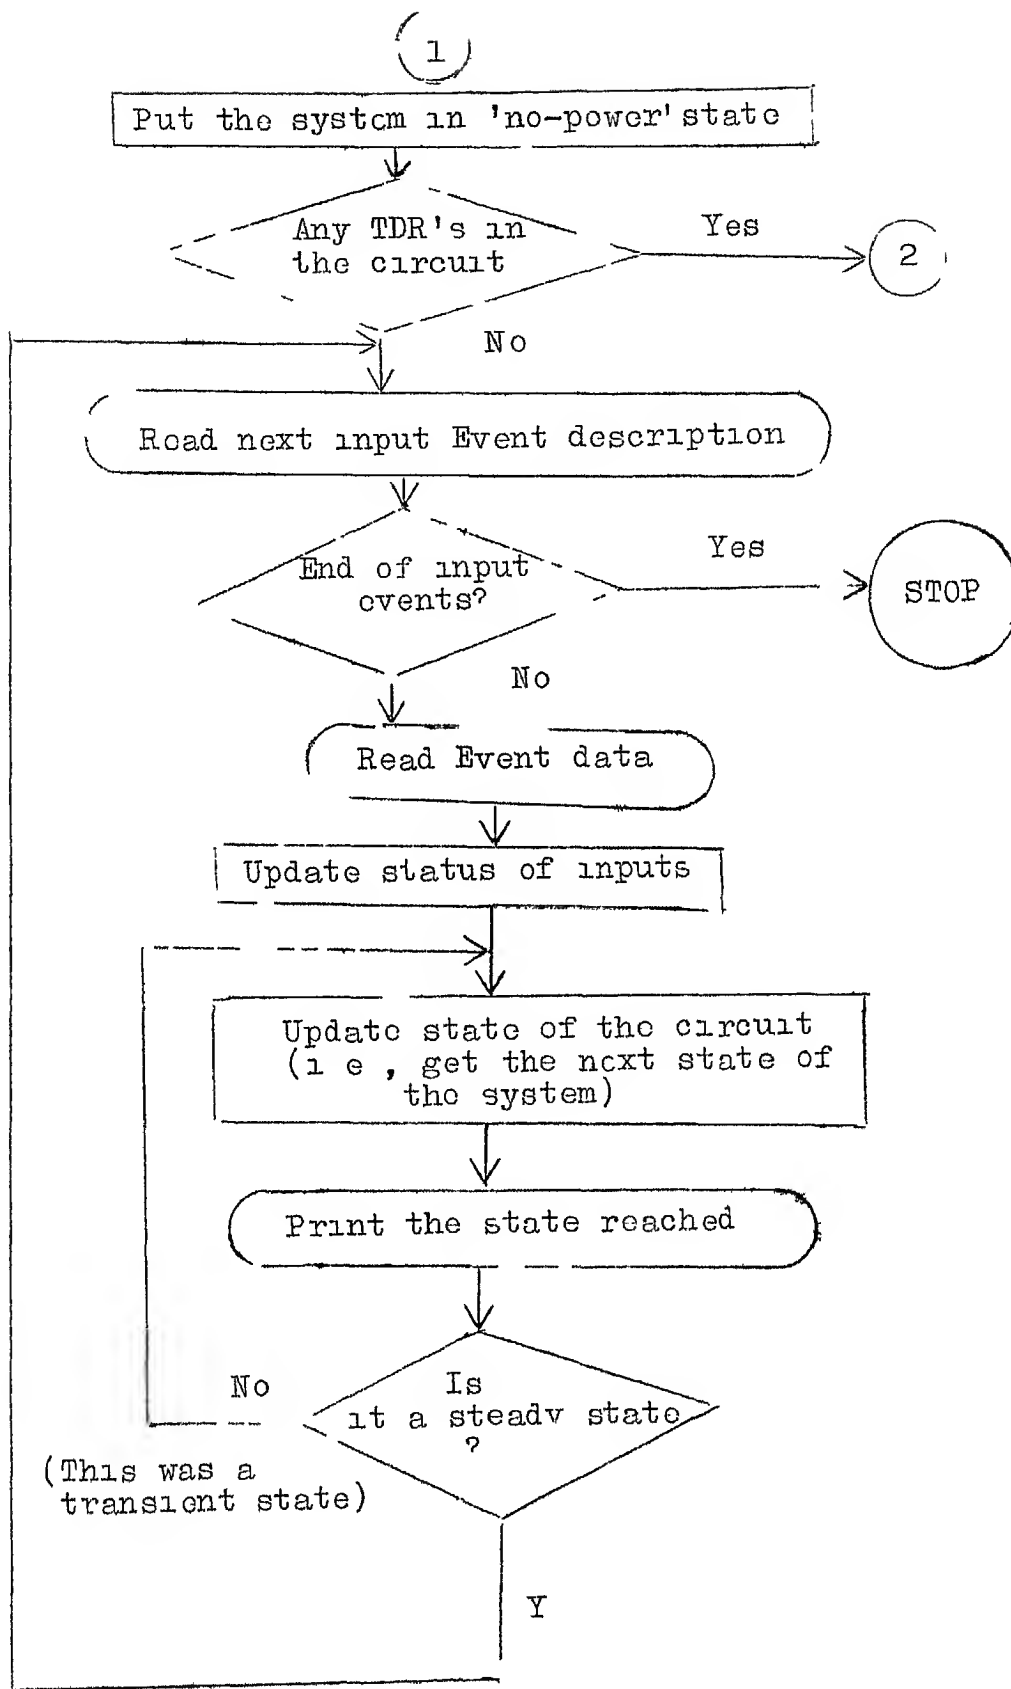 1
Put the system in 'no-power' state
Any TDR's in
the circuit
Yes
2
No
Read next input Event description
End of input
events?
Yes
STOP
No
Read Event data
Update status of inputs
Update state of the circuit
(i e , get the next state of
the system)
Print the state reached
Is
it a steady state
?
No
(This was a
transient state)
Y